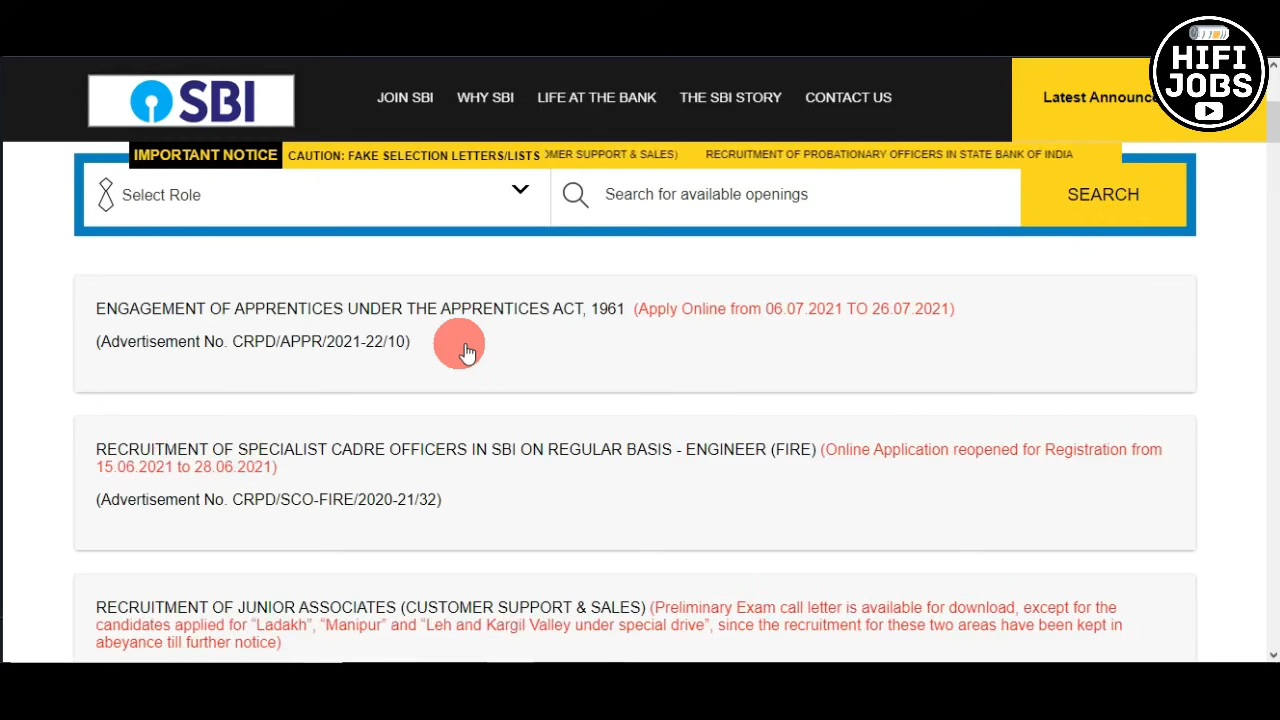 HIFI
JOBS
SBI
JOIN SBI WHY SBI LIFE AT THE BANK THE SBI STORY CONTACT US
Latest Announce
IMPORTANT NOTICE CAUTION: FAKE SELECTION LETTERS/LISTS OMER SUPPORT & SALES) RECRUITMENT OF PROBATIONARY OFFICERS IN STATE BANK OF INDIA
Select Role Search for available openings SEARCH
ENGAGEMENT OF APPRENTICES UNDER THE APPRENTICES ACT, 1961 (Apply Online from 06.07.2021 TO 26.07.2021)
(Advertisement No. CRPD/APPR/2021-22/10)
RECRUITMENT OF SPECIALIST CADRE OFFICERS IN SBI ON REGULAR BASIS - ENGINEER (FIRE) (Online Application reopened for Registration from
15.06.2021 to 28.06.2021)
(Advertisement No. CRPD/SCO-FIRE/2020-21/32)
RECRUITMENT OF JUNIOR ASSOCIATES (CUSTOMER SUPPORT & SALES) (Preliminary Exam call letter is available for download, except for the
candidates applied for “Ladakh”, “Manipur” and “Leh and Kargil Valley under special drive”, since the recruitment for these two areas have been kept in
abeyance till further notice)